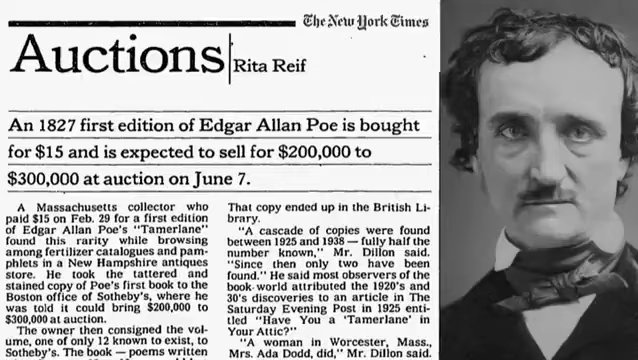 The New York Times
Auctions
Rita Reif
An 1827 first edition of Edgar Allan Poe is bought
for $15 and is expected to sell for $200,000 to
$300,000 at auction on June 7.
A Massachusetts collector who
paid $15 on Feb. 29 for a first edition
of Edgar Allan Poe's "Tamerlane"
found this rarity while browsing
among fertilizer catalogues and pam-
phlets in a New Hampshire antiques
store. He took the tattered and
stained copy of Poe's first book to the
Boston office of Sotheby's, where he
was told it could bring $200,000 to
$300,000 at auction.
The owner then consigned the vol-
ume, one of only 12 known to exist, to
Sotheby's. The book — poems written
That copy ended up in the British Li-
brary.
"A cascade of copies were found
between 1925 and 1938 — fully half the
number known," Mr. Dillon said.
"Since then only two have been
found." He said most observers of the
book world attributed the 1920's and
30's discoveries to an article in The
Saturday Evening Post in 1925 enti-
tled "Have You a 'Tamerlane' in
Your Attic?"
"A woman in Worcester, Mass.,
Mrs. Ada Dodd, did," Mr. Dillon said.